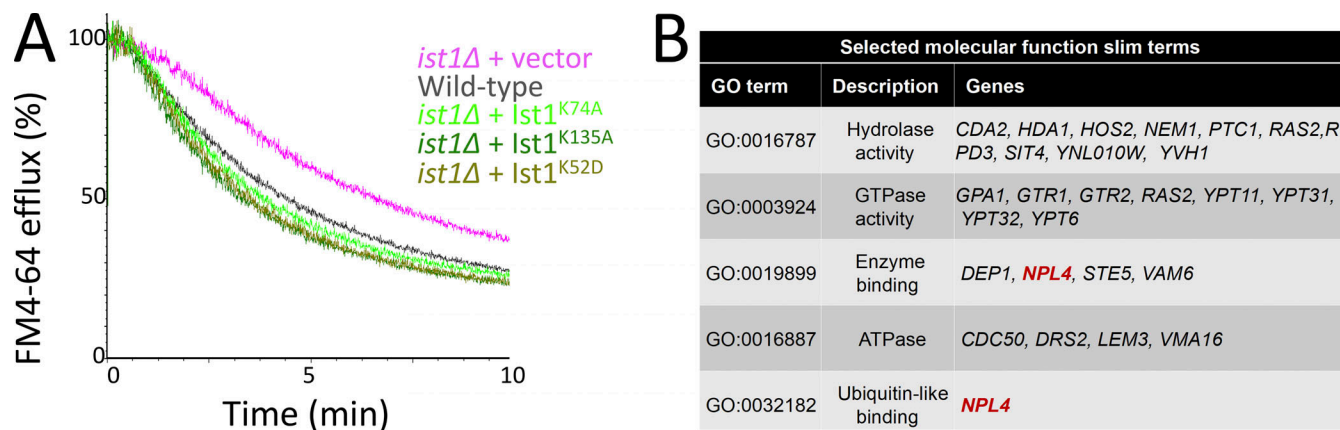 A
100
50
0
0
5
10
FM4-64 efflux (%)
Time (min)
ist1Δ + vector
Wild-type
ist1Δ + Ist1K74A
ist1Δ + Ist1K135A
ist1Δ + Ist1K52D
B
Selected molecular function slim terms
GO term Description Genes
GO:0016787 Hydrolase activity CDA2, HDA1, HOS2, NEM1, PTC1, RAS2,R
PD3, SIT4, YNL010W, YVH1
GO:0003924 GTPase activity GPA1, GTR1, GTR2, RAS2, YPT11, YPT31,
YPT32, YPT6
GO:0019899 Enzyme binding DEP1, NPL4, STE5, VAM6
GO:0016887 ATPase CDC50, DRS2, LEM3, VMA16
GO:0032182 Ubiquitin-like binding NPL4